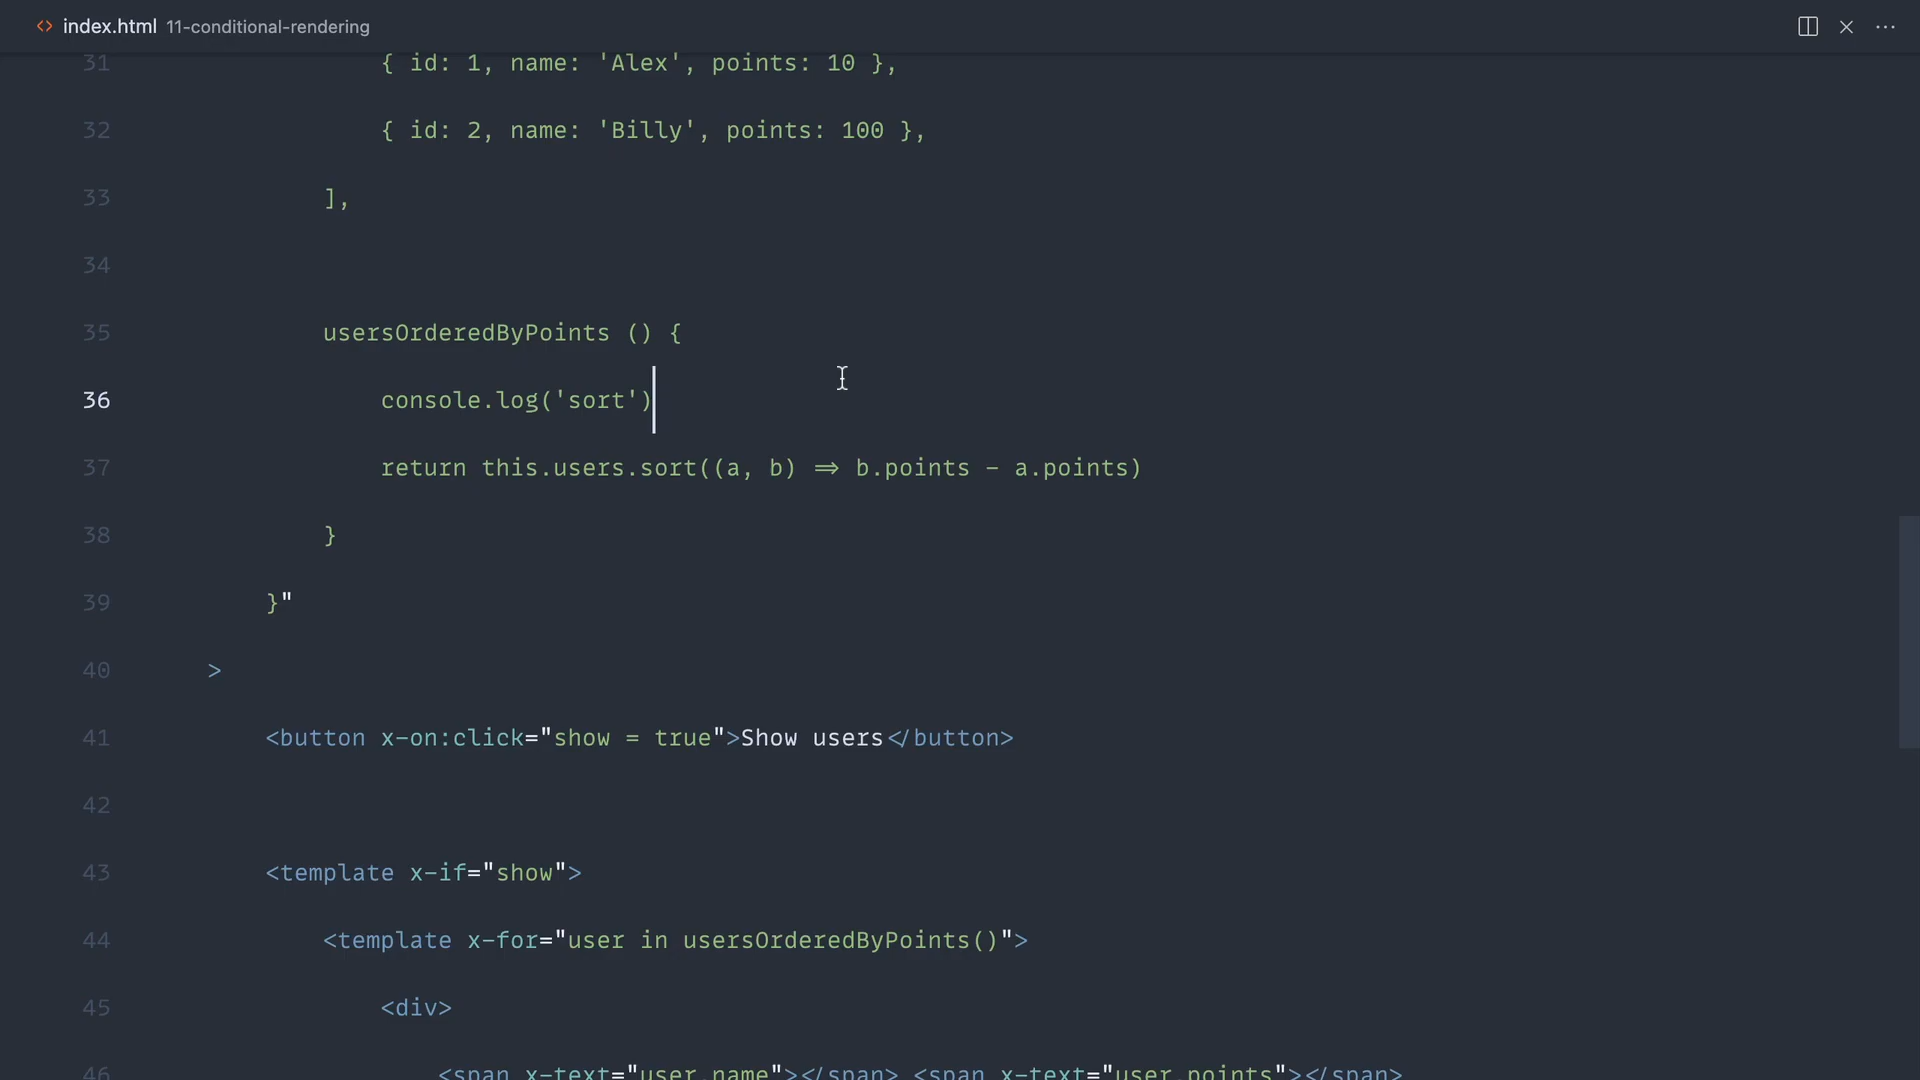 index.html 11-conditional-rendering
31 { id: 1, name: 'Alex', points: 10 },
32 { id: 2, name: 'Billy', points: 100 },
33 ],
34
35 usersOrderedByPoints () {
36 console.log('sort')
37 return this.users.sort((a, b) => b.points - a.points)
38 }
39 }"
40 >
41 <button x-on:click="show = true">Show users</button>
42
43 <template x-if="show">
44 <template x-for="user in usersOrderedByPoints()">
45 <div>
46 <span x-text="user.name"></span> <span x-text="user.points"></span>